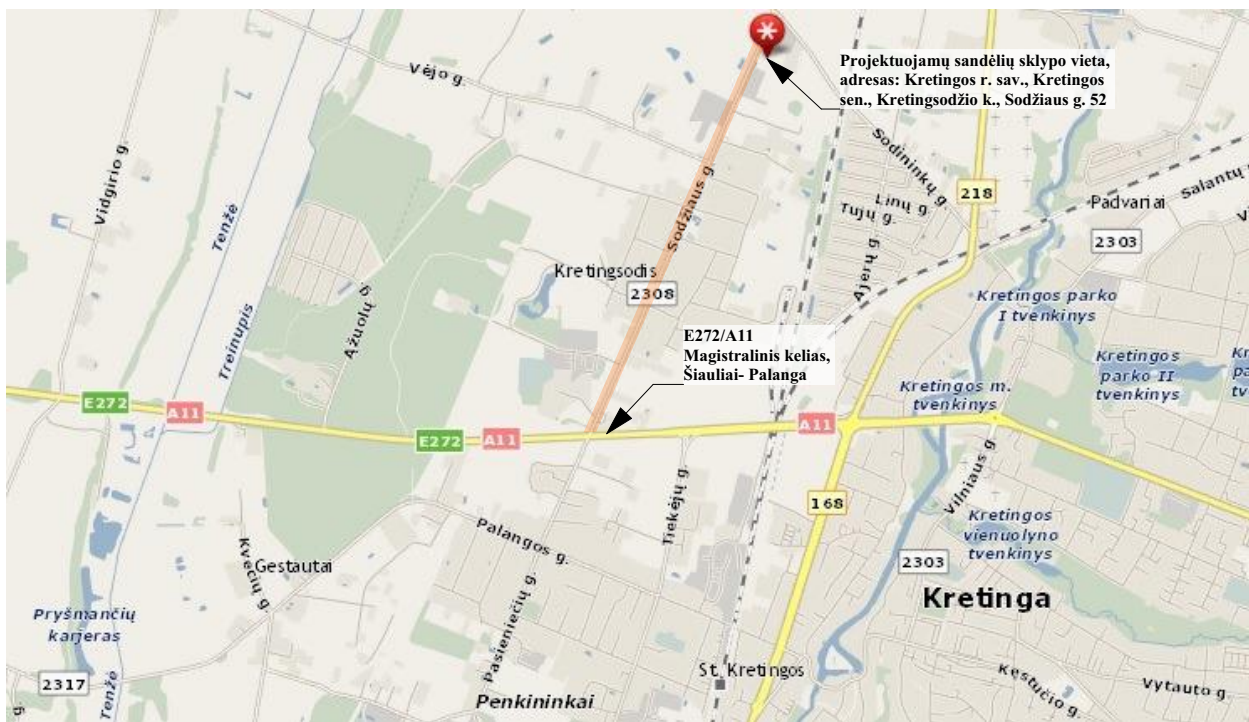 Vėjo g.
Projektuojamų sandėlių sklypo vieta,
adresas: Kretingos r. sav., Kretingos
sen., Kretingsodžio k., Sodžiaus g. 52
Vidgirio g.
Tenžė
Treinupis
Ąžuolų g.
Sodžiaus g.
Kretingsodis
2308
Sodininkų g.
Linų g.
Tujų g.
Ajerų g.
218
Padvariai
Salantų
2303
Kretingos parko
I tvenkinys
Kretingos
parko II
tvenkinys
E272/A11
Magistralinis kelias,
Šiauliai- Palanga
Kretingos m.
tvenkinys
E272
A11
E272
A11
A11
168
Vilniaus g.
Tiekėjų g.
Palangos g.
Pasieniečių g.
Kvecių g.
Gestautai
Kretingos
vienuolyno
tvenkinys
2303
Kretinga
Pryšmančių
karjeras
2317
Tenžė
Penkininkai
St. Kretingos
Kęstučio g.
Vytauto g.